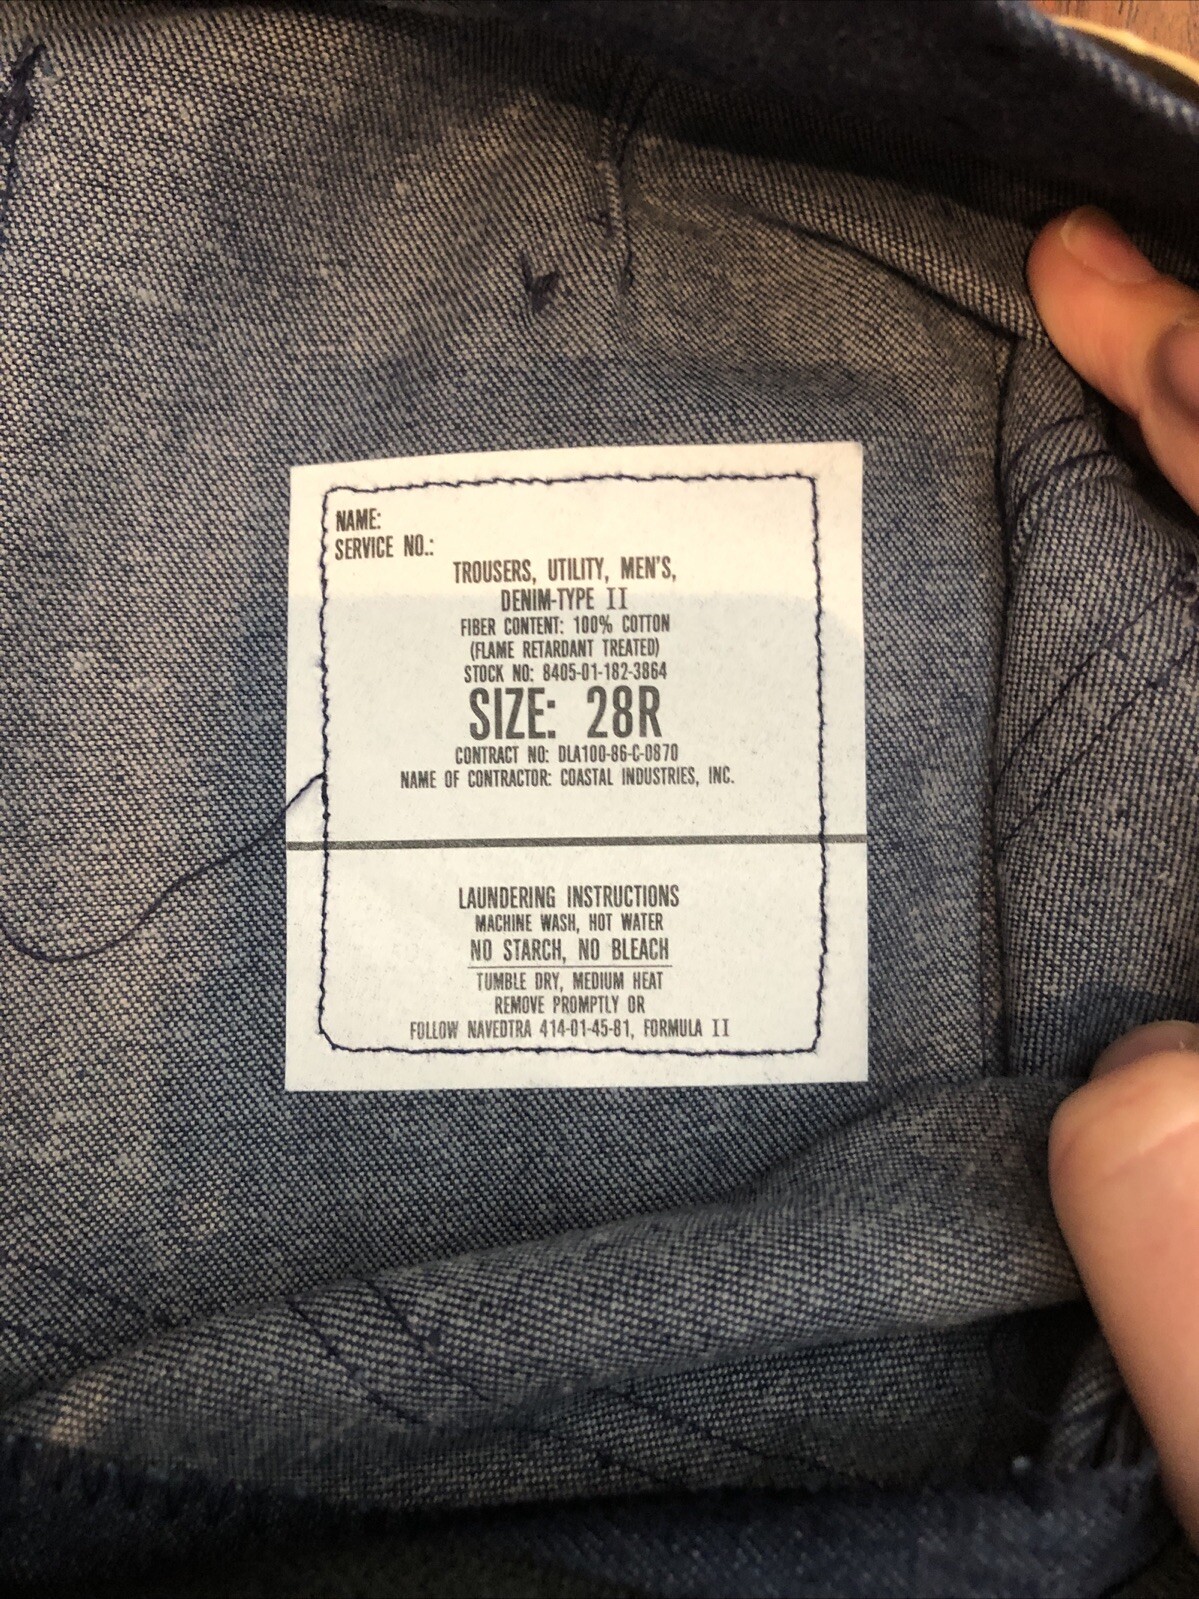 NAME:
SERVICE NO.:
TROUSERS, UTILITY, MEN'S,
DENIM-TYPE II
FIBER CONTENT: 100% COTTON
(FLAME RETARDANT TREATED)
STOCK NO: 8405-01-182-3864
SIZE: 28R
CONTRACT NO: DLA100-86-C-0870
NAME OF CONTRACTOR: COASTAL INDUSTRIES, INC.
LAUNDERING INSTRUCTIONS
MACHINE WASH, HOT WATER
NO STARCH, NO BLEACH
TUMBLE DRY, MEDIUM HEAT
REMOVE PROMPTLY OR
FOLLOW NAVEDTRA 414-01-45-81, FORMULA II